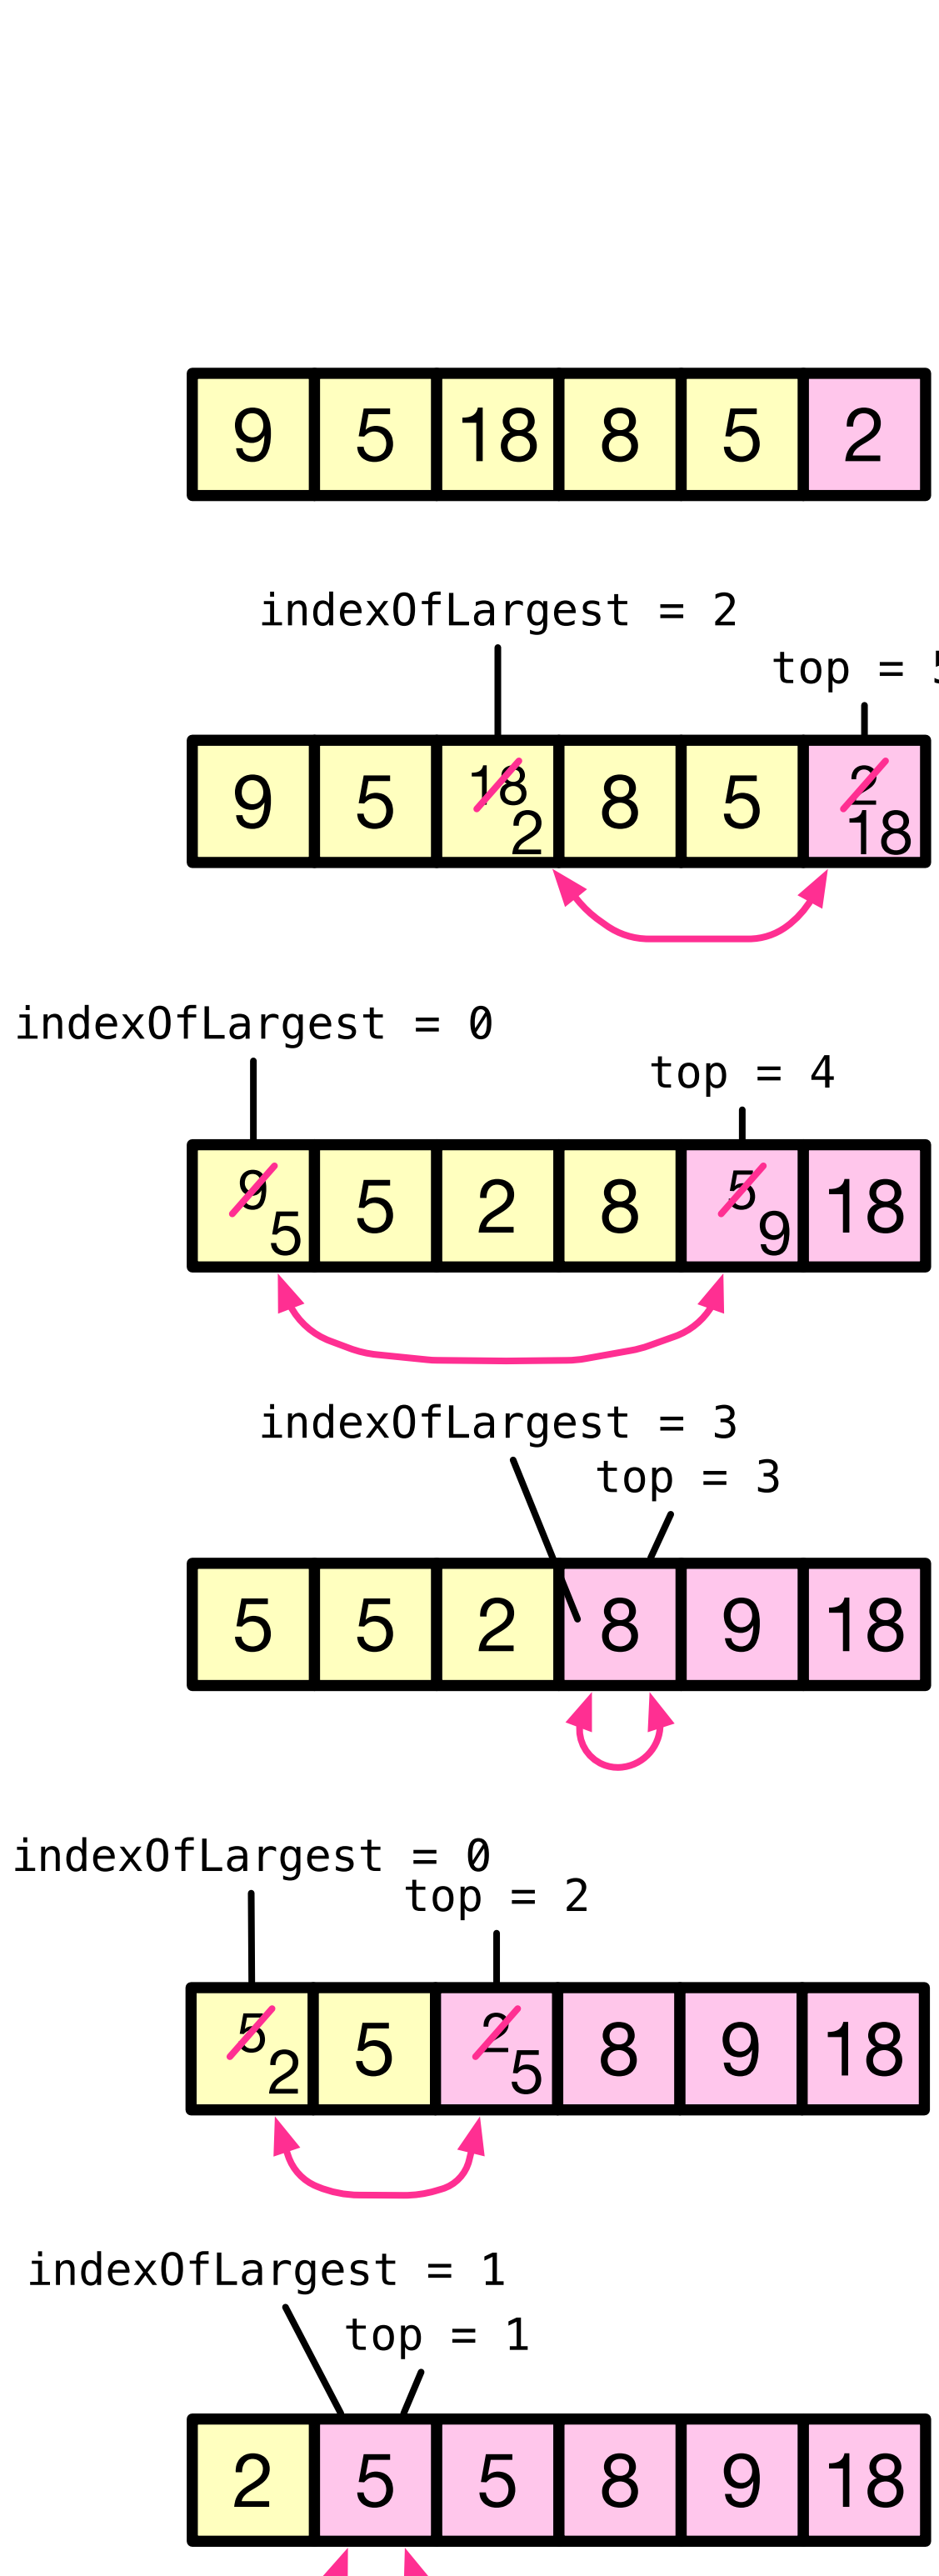 9 5 18 8 5 2
indexOfLargest = 2
top = 5
9 5 18 2 8 5 2 18
indexOfLargest = 0
top = 4
9 5 5 2 8 5 9 18
indexOfLargest = 3
top = 3
5 5 2 8 9 18
indexOfLargest = 0
top = 2
5 2 5 2 5 8 9 18
indexOfLargest = 1
top = 1
2 5 5 8 9 18